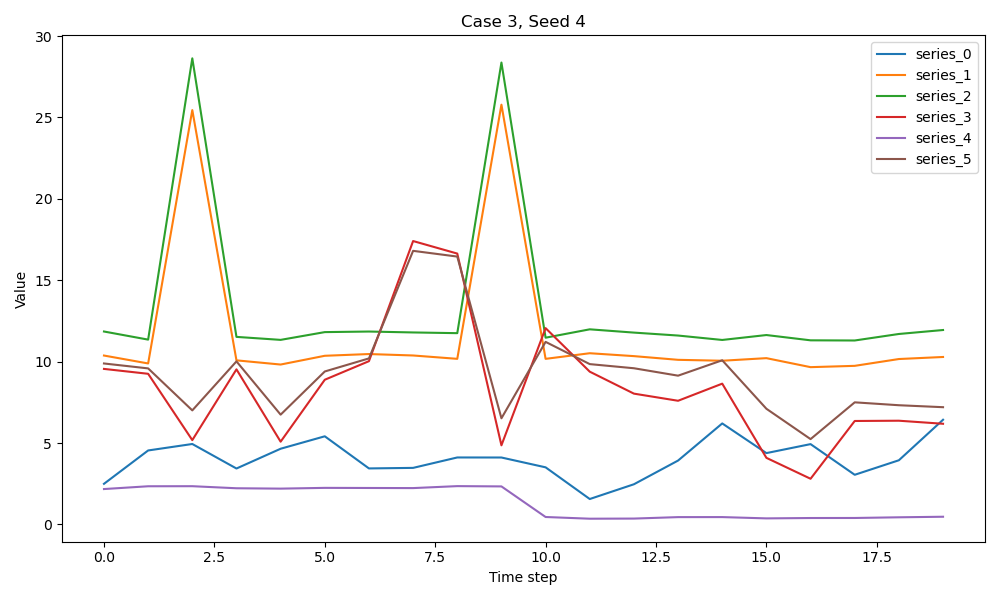 Case 3, Seed 4
30
25
20
15
10
5
0
Value
0.0 2.5 5.0 7.5 10.0 12.5 15.0 17.5
Time step
series_0
series_1
series_2
series_3
series_4
series_5